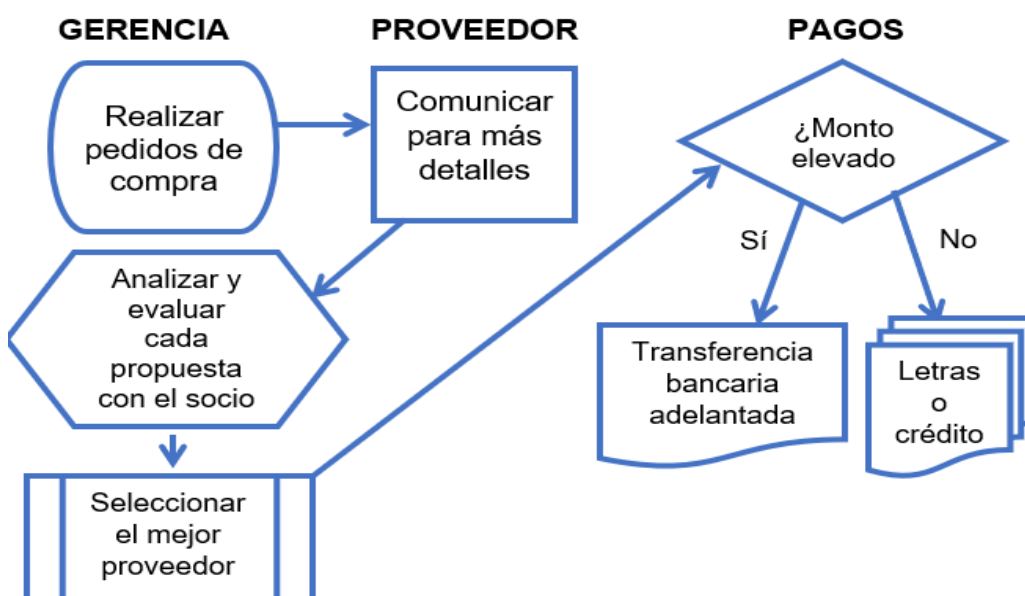 GERENCIA
PROVEEDOR
PAGOS
Realizar
pedidos de
compra
Comunicar
para más
detalles
¿Monto
elevado
Sí
No
Analizar y
evaluar
cada
propuesta
con el socio
Transferencia
bancaria
adelantada
Letras
o
crédito
Seleccionar
el mejor
proveedor